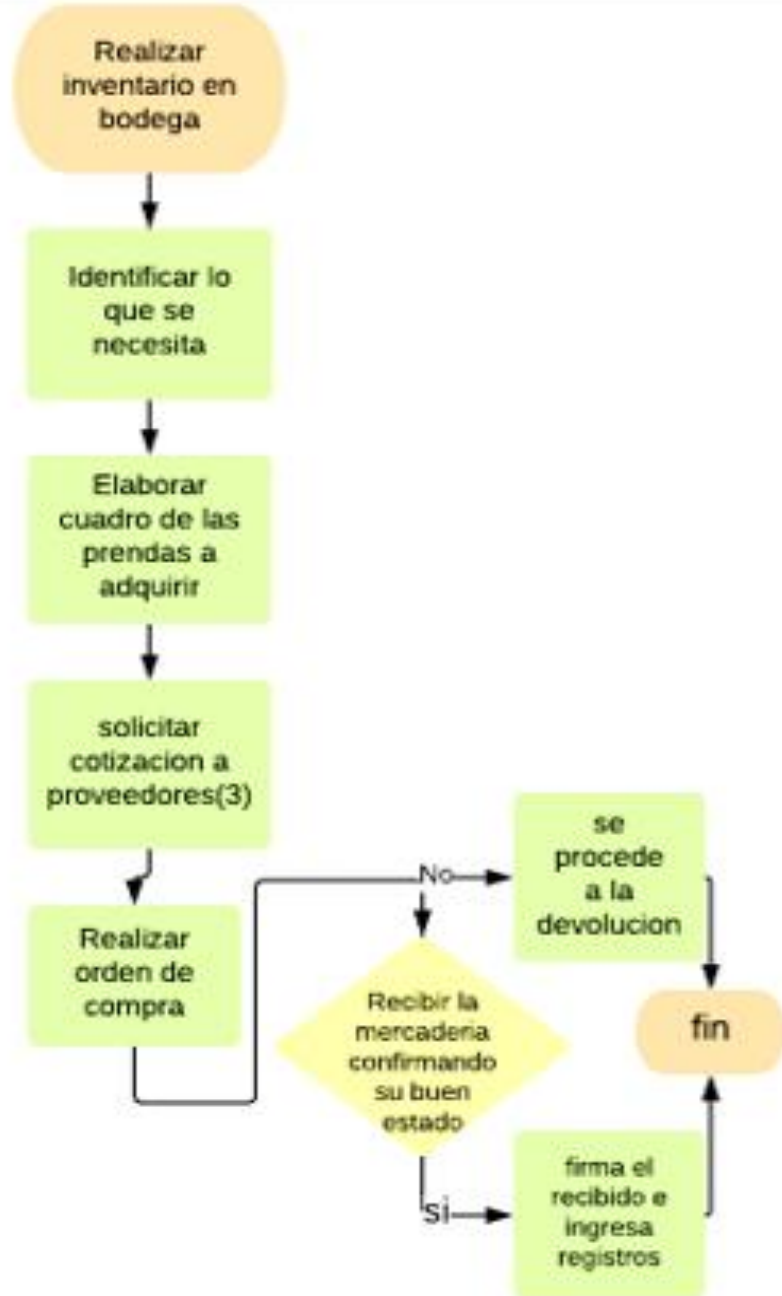 Realizar
inventario en
bodega
Identificar lo
que se
necesita
Elaborar
cuadro de las
prendas a
adquirir
solicitar
cotizacion a
proveedores(3)
Realizar
orden de
compra
No
se
procede
a la
devolucion
Recibir la
mercaderia
confirmando
su buen
estado
fin
si
firma el
recibido e
ingresa
registros